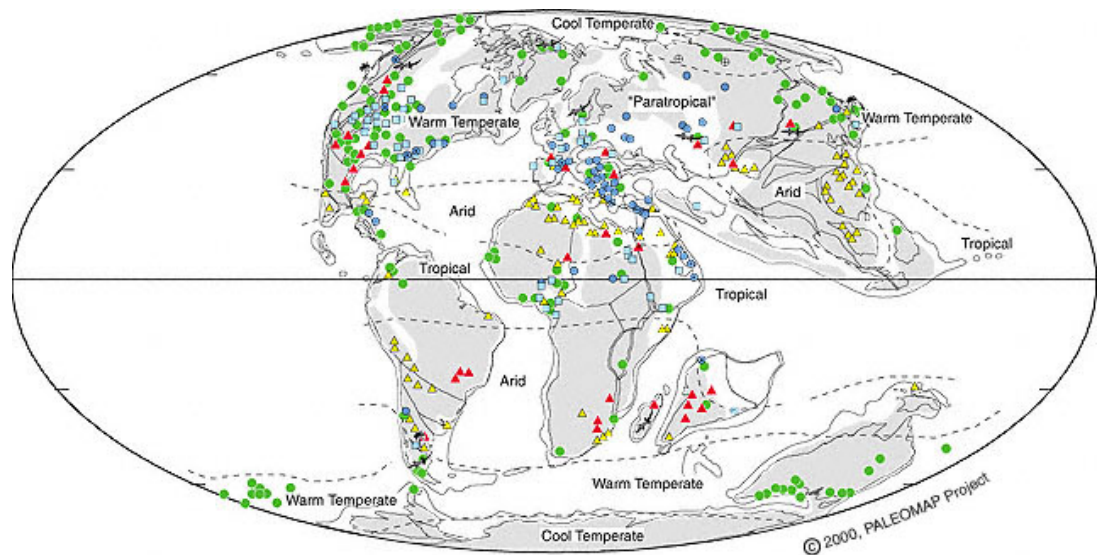 Cool Temperate
"Paratropical"
Warm Temperate
Warm Temperate
Arid
Arid
Tropical
Tropical
Tropical
Arid
Warm Temperate
Warm Temperate
Cool Temperate
© 2000, PALEOMAP Project